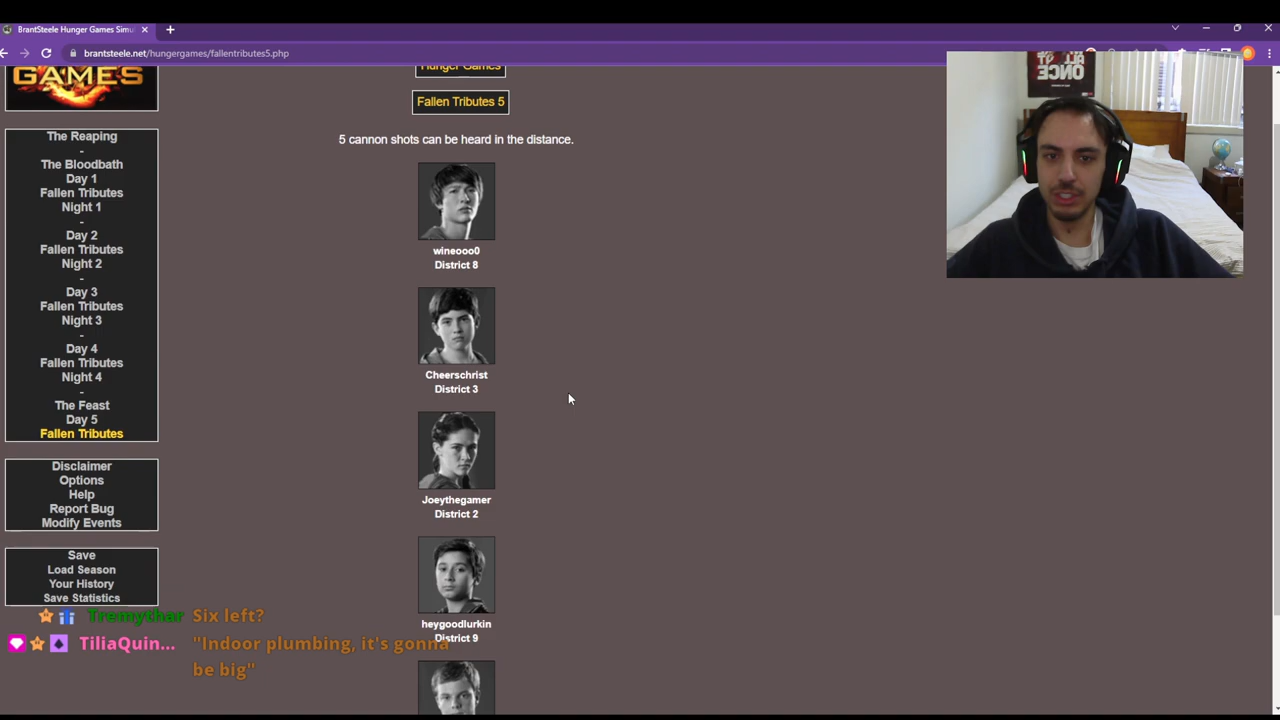 BrantSteele Hunger Games Simu
brantsteele.net/hungergames/fallentributes5.php
GAMES
Hunger Games
Fallen Tributes 5
5 cannon shots can be heard in the distance.
wineooo0
District 8
Cheerschrist
District 3
Joeythegamer
District 2
heygoodlurkin
District 9
The Reaping
-
The Bloodbath
Day 1
Fallen Tributes
Night 1
-
Day 2
Fallen Tributes
Night 2
-
Day 3
Fallen Tributes
Night 3
-
Day 4
Fallen Tributes
Night 4
-
The Feast
Day 5
Fallen Tributes
Disclaimer
Options
Help
Report Bug
Modify Events
Save
Load Season
Your History
Save Statistics
Tremythar Six left?
TiliaQuin... "Indoor plumbing, it's gonna
be big"
ALL AT
ONCE